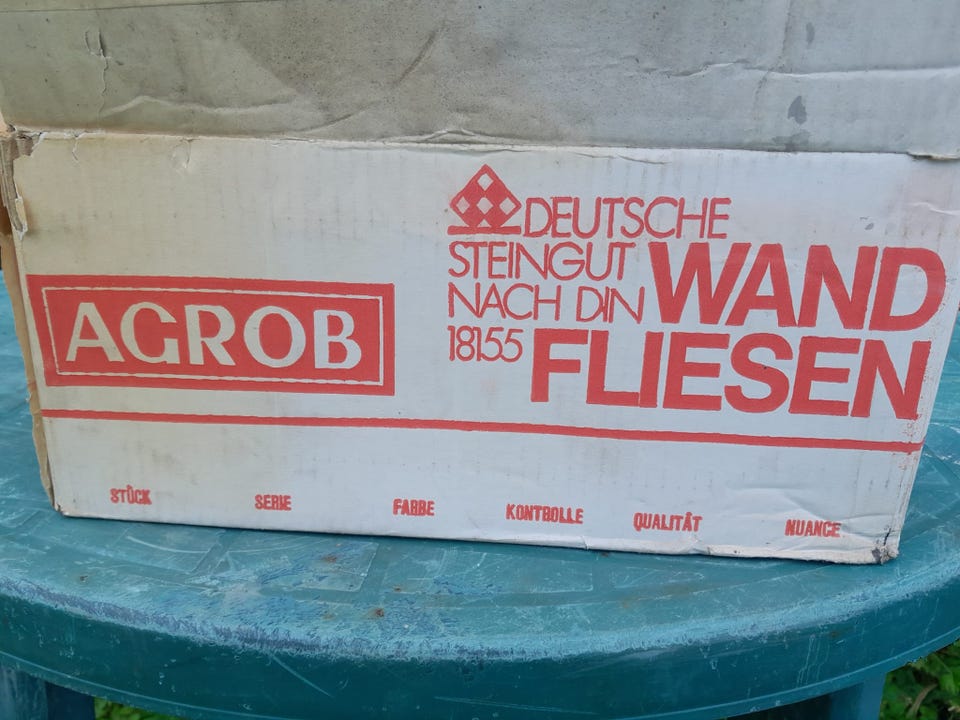 AGROB
DEUTSCHE
STEINGUT
NACH DIN
18155
WAND
FLIESEN
STÜCK SERIE FARBE KONTROLLE QUALITÄT NUANCE